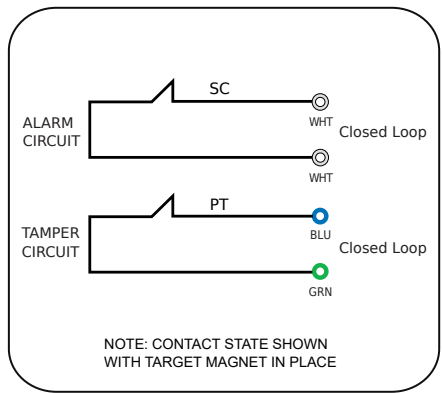 SC
WHT
ALARM
CIRCUIT
Closed Loop
WHT
PT
BLU
TAMPER
CIRCUIT
Closed Loop
GRN
NOTE: CONTACT STATE SHOWN
WITH TARGET MAGNET IN PLACE